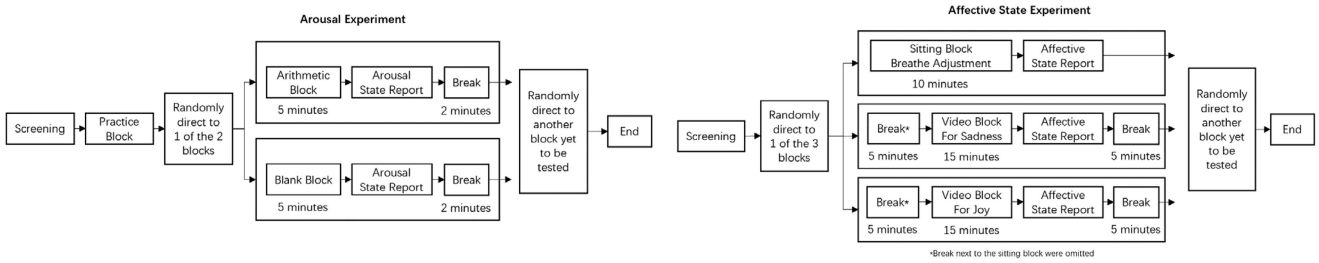 Arousal Experiment
Screening
Practice
Block
Randomly
direct to
1 of the 2
blocks
Arithmetic
Block
Arousal
State Report
Break
5 minutes
2 minutes
Blank Block
Arousal
State Report
Break
5 minutes
2 minutes
Randomly
direct to
another
block yet
to be
tested
End
Affective State Experiment
Screening
Randomly
direct to
1 of the 3
blocks
Sitting Block
Breathe Adjustment
Affective
State Report
10 minutes
Break*
Video Block
For Sadness
Affective
State Report
Break
5 minutes
15 minutes
5 minutes
Break*
Video Block
For Joy
Affective
State Report
Break
5 minutes
15 minutes
5 minutes
Randomly
direct to
another
block yet
to be
tested
End
*Break next to the sitting block were omitted